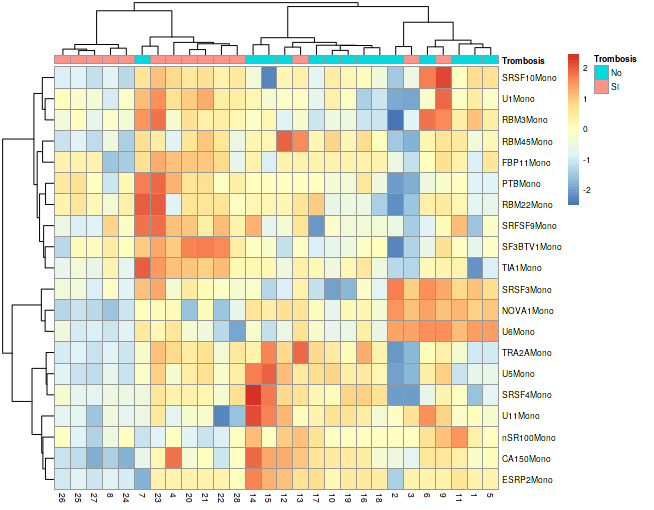 Trombosis
SRSF10Mono
U1Mono
RBM3Mono
RBM45Mono
FBP11Mono
PTBMono
RBM22Mono
SRFSF9Mono
SF3BTV1Mono
TIA1Mono
SRSF3Mono
NOVA1Mono
U6Mono
TRA2AMono
U5Mono
SRSF4Mono
U11Mono
nSR100Mono
CA150Mono
ESRP2Mono
26 25 27 8 24 7 23 4 20 21 22 28 14 15 12 13 17 10 19 16 18 2 3 6 9 11 1 5
2
1
0
-1
-2
Trombosis
No
SI